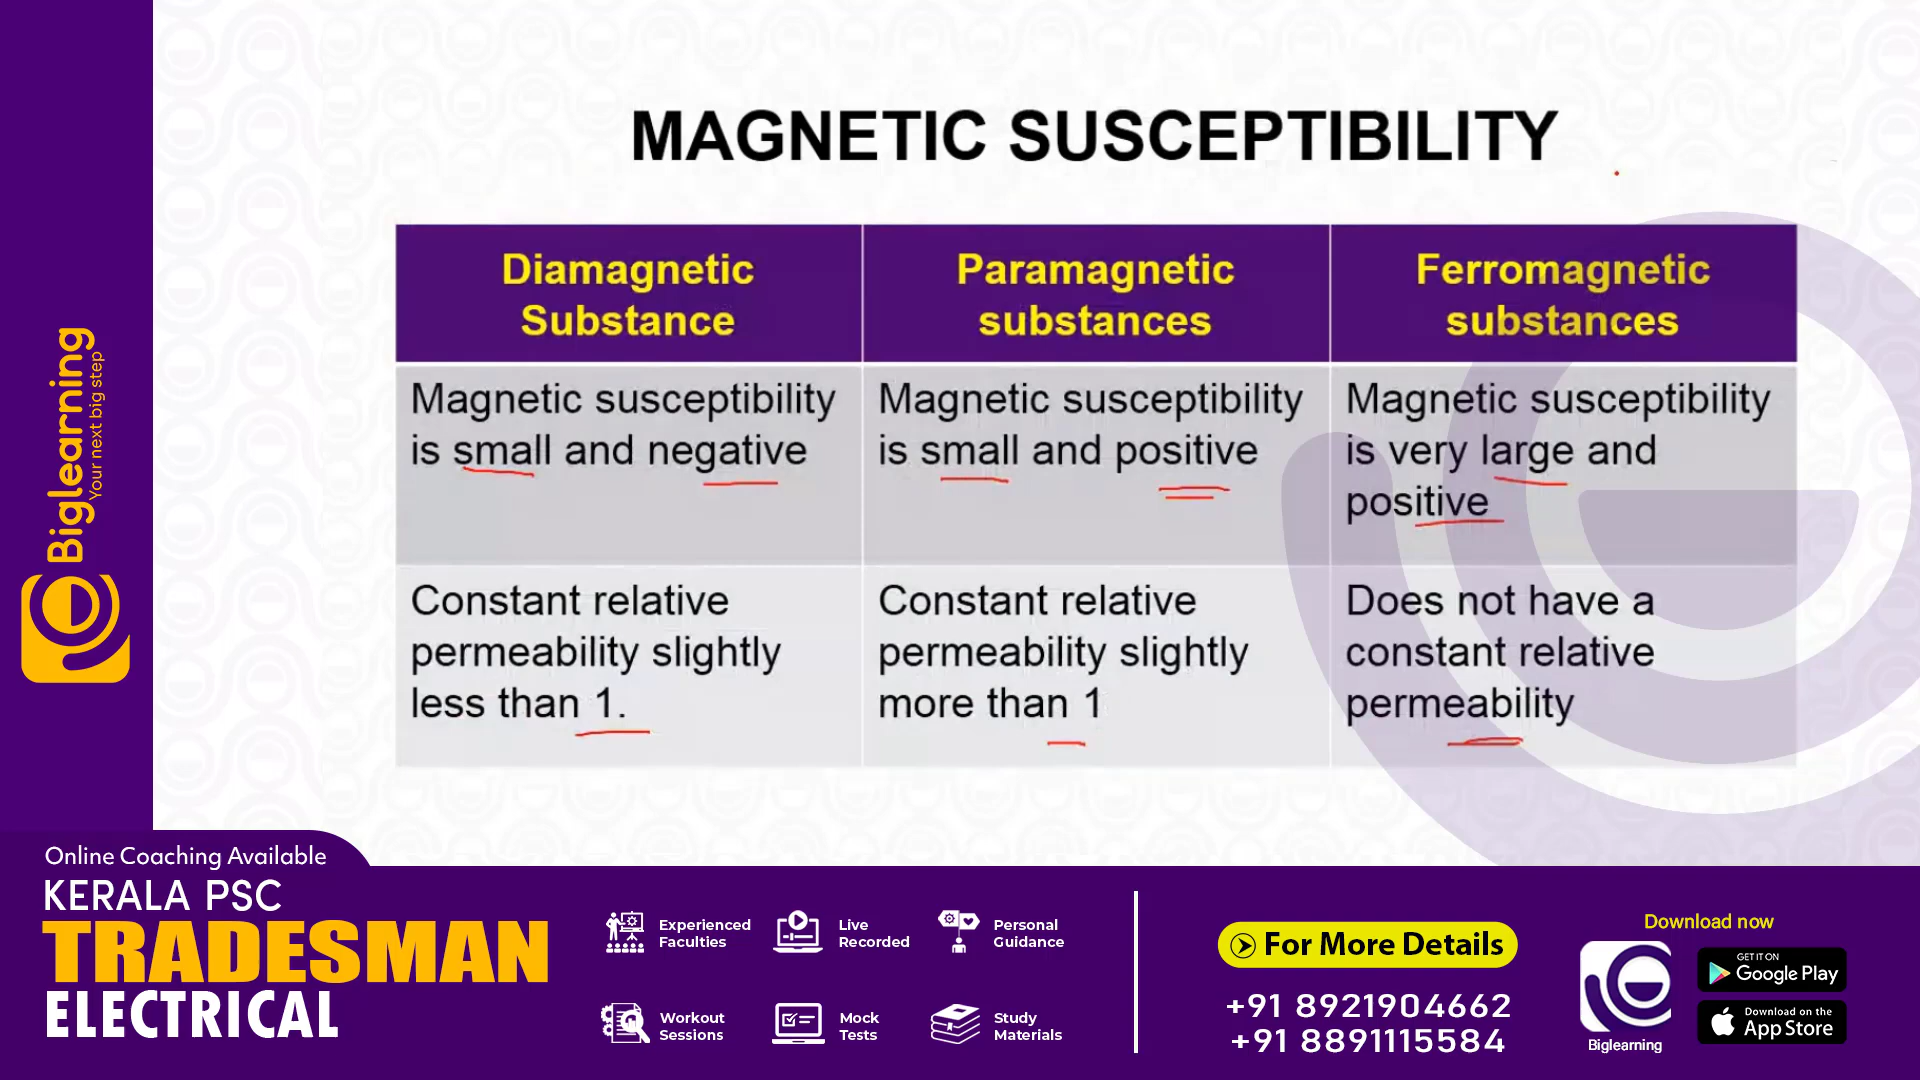 MAGNETIC SUSCEPTIBILITY
Diamagnetic
Substance
Paramagnetic
substances
Ferromagnetic
substances
Magnetic susceptibility
is small and negative
Magnetic susceptibility
is small and positive
Magnetic susceptibility
is very large and
positive
Constant relative
permeability slightly
less than 1.
Constant relative
permeability slightly
more than 1
Does not have a
constant relative
permeability
Biglearning
Your next big step
Online Coaching Available
KERALA PSC
TRADESMAN
ELECTRICAL
Experienced
Faculties
Live
Recorded
Personal
Guidance
Workout
Sessions
Mock
Tests
Study
Materials
For More Details
+91 8921904662
+91 8891115584
Download now
Biglearning
GET IT ON
Google Play
Download on the
App Store